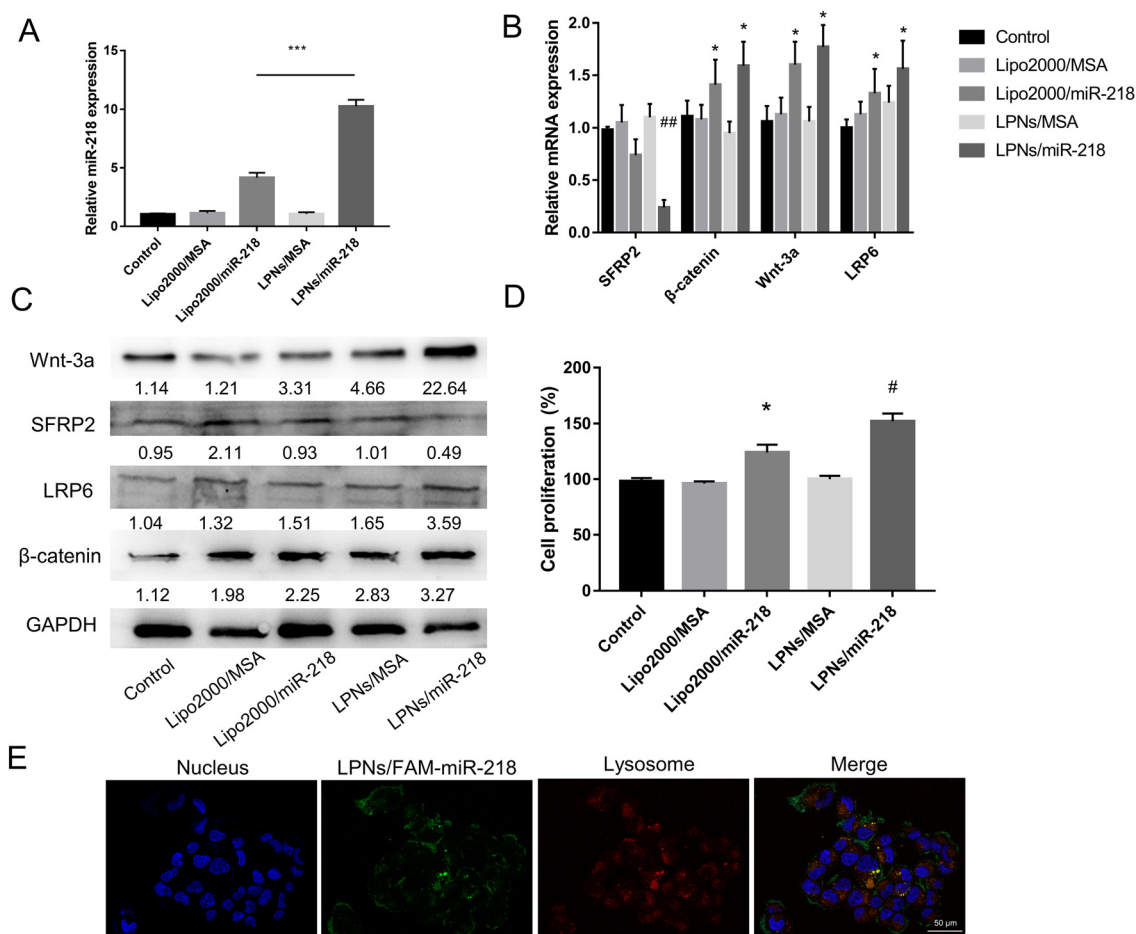 A
Relative miR-218 expression
15
10
5
0
***
Control
Lipo2000/MSA
Lipo2000/miR-218
LPNs/MSA
LPNs/miR-218
B
Relative mRNA expression
2.0
1.5
1.0
0.5
0.0
##
*
*
*
*
*
*
SFRP2
β-catenin
Wnt-3a
LRP6
Control
Lipo2000/MSA
Lipo2000/miR-218
LPNs/MSA
LPNs/miR-218
C
Wnt-3a
1.14 1.21 3.31 4.66 22.64
SFRP2
0.95 2.11 0.93 1.01 0.49
LRP6
1.04 1.32 1.51 1.65 3.59
β-catenin
1.12 1.98 2.25 2.83 3.27
GAPDH
Control
Lipo2000/MSA
Lipo2000/miR-218
LPNs/MSA
LPNs/miR-218
D
Cell proliferation (%)
200
150
100
50
0
*
#
Control
Lipo2000/MSA
Lipo2000/miR-218
LPNs/MSA
LPNs/miR-218
E
Nucleus
LPNs/FAM-miR-218
Lysosome
Merge
50 μm